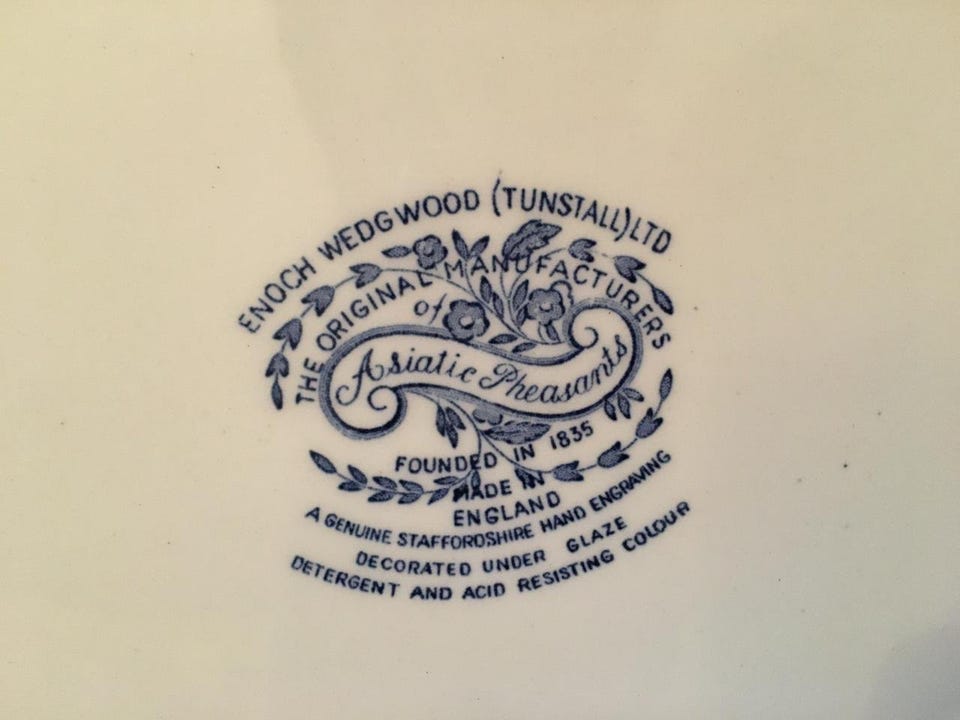 ENOCH WEDGWOOD (TUNSTALL) LTD
THE ORIGINAL MANUFACTURERS
of
Asiatic Pheasants
FOUNDED IN 1835
MADE IN
ENGLAND
A GENUINE STAFFORDSHIRE HAND ENGRAVING
DECORATED UNDER GLAZE
DETERGENT AND ACID RESISTING COLOUR